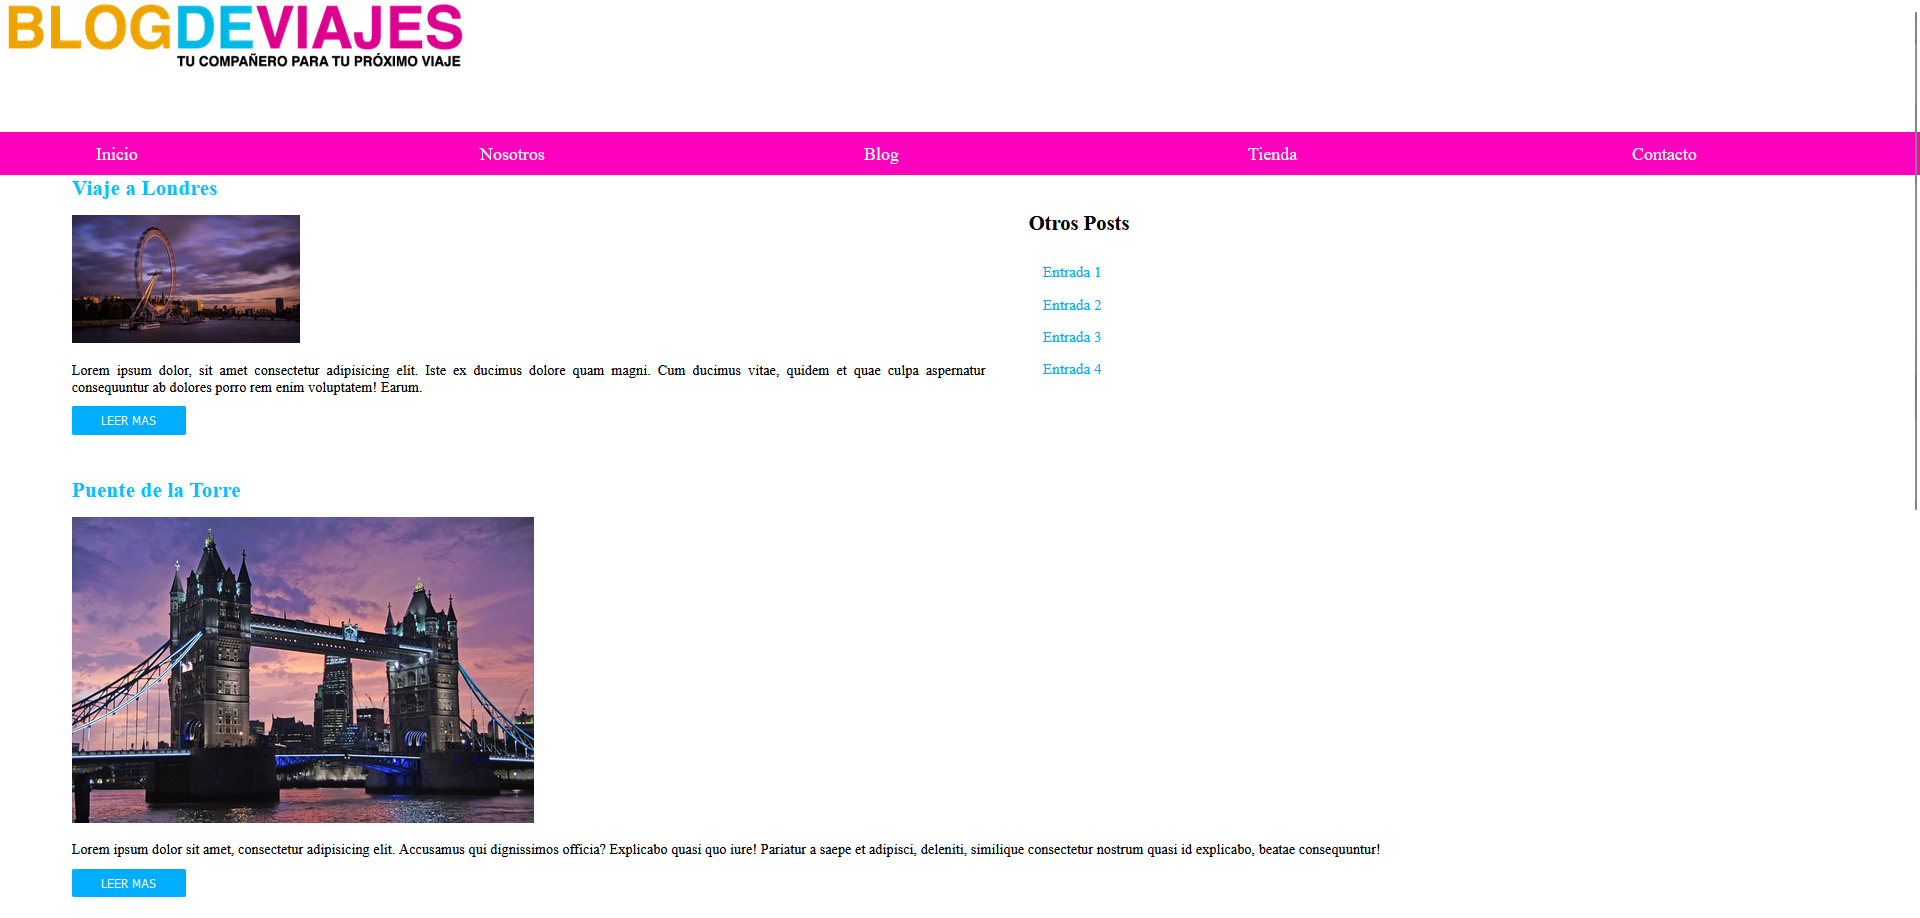 BLOGDEVIAJES
TU COMPAÑERO PARA TU PRÓXIMO VIAJE
Inicio
Nosotros
Blog
Tienda
Contacto
Viaje a Londres
Lorem ipsum dolor, sit amet consectetur adipisicing elit. Iste ex ducimus dolore quam magni. Cum ducimus vitae, quidem et quae culpa aspernatur
consequuntur ab dolores porro rem enim voluptatem! Earum.
LEER MAS
Otros Posts
Entrada 1
Entrada 2
Entrada 3
Entrada 4
Puente de la Torre
Lorem ipsum dolor sit amet, consectetur adipisicing elit. Accusamus qui dignissimos officia? Explicabo quasi quo iure! Pariatur a saepe et adipisci, deleniti, similique consectetur nostrum quasi id explicabo, beatae consequuntur!
LEER MAS